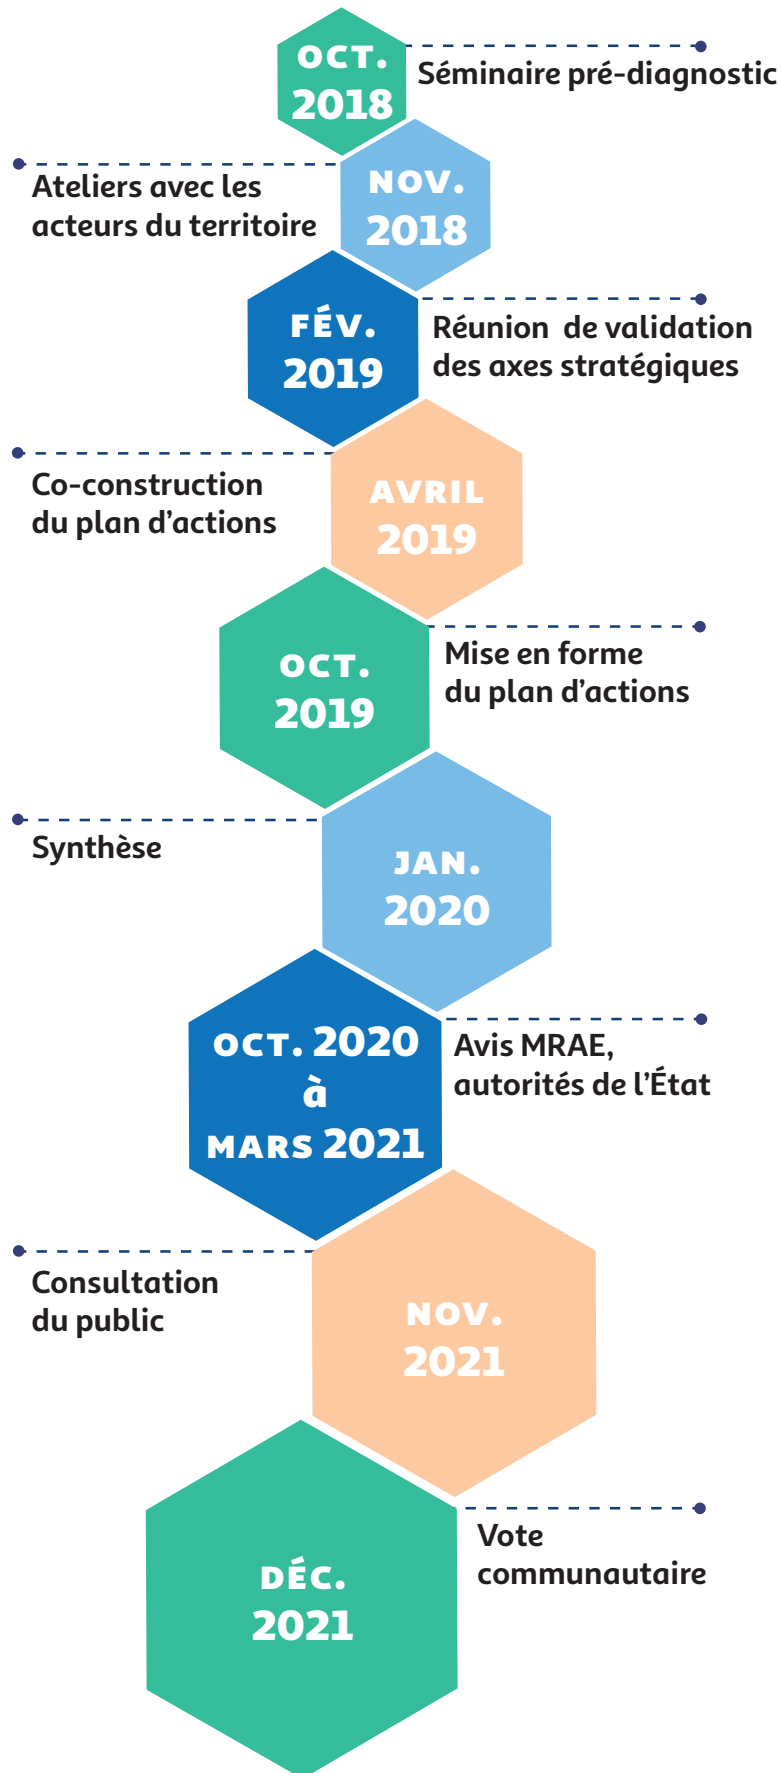 OCT.
2018
Séminaire pré-diagnostic
Ateliers avec les
acteurs du territoire
NOV.
2018
FÉV.
2019
Réunion  de validation
des axes stratégiques
Co-construction
du plan d’actions
AVRIL
2019
OCT.
2019
Mise en forme
du plan d’actions
Synthèse
JAN.
2020
OCT. 2020
à
MARS 2021
Avis MRAE,
autorités de l’État
Consultation
du public
NOV.
2021
DÉC.
2021
Vote
communautaire